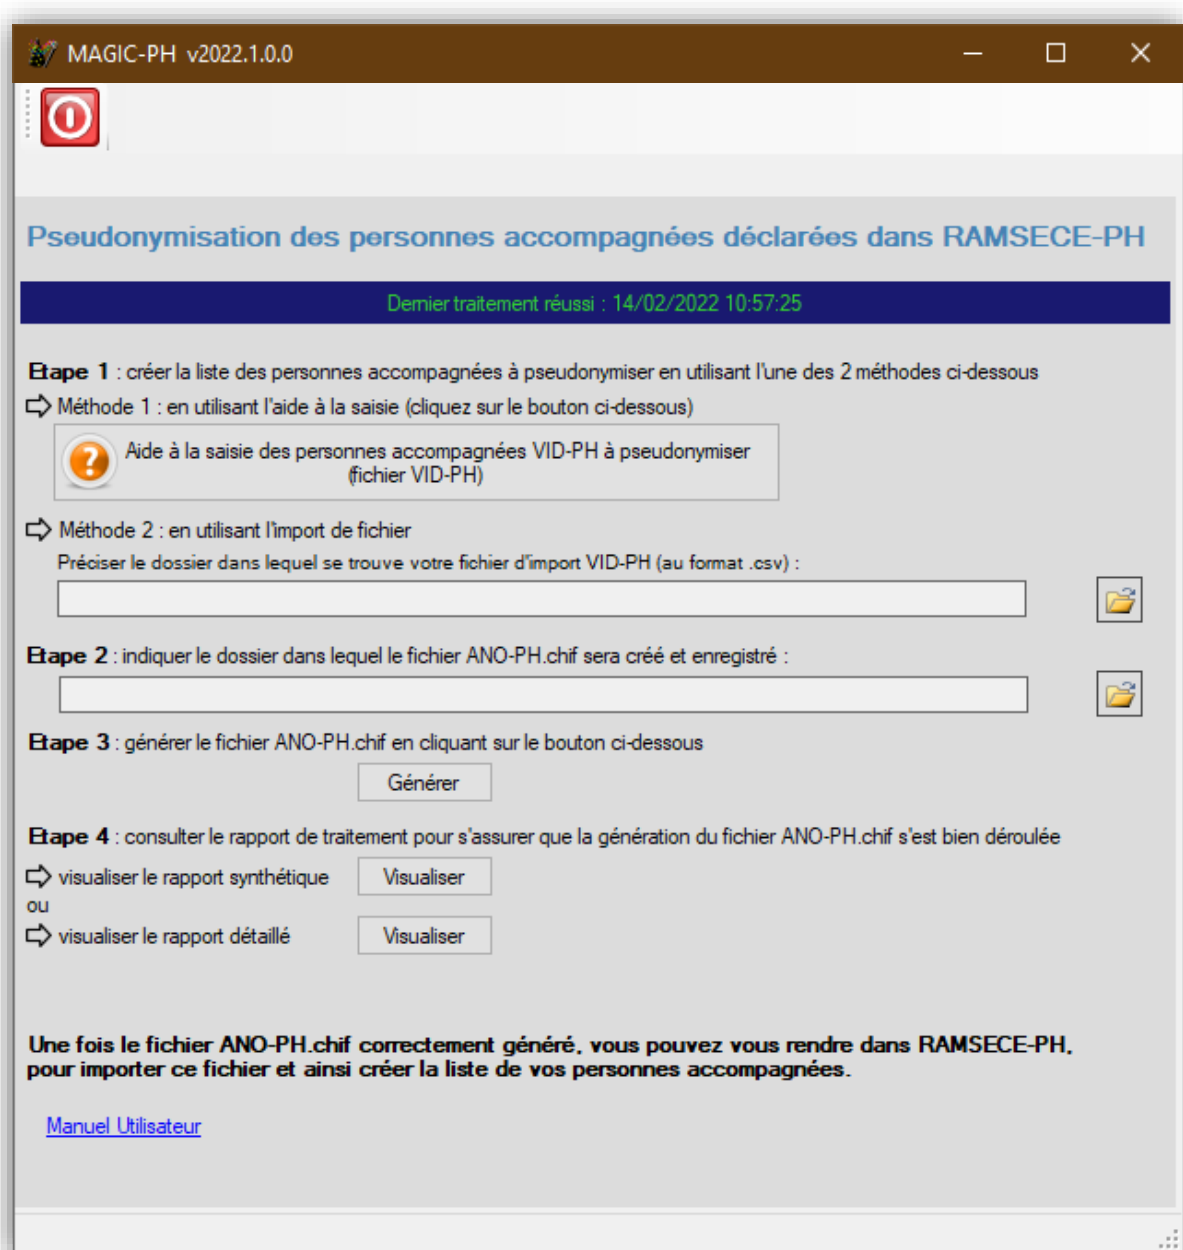 MAGIC-PH v2022.1.0.0
Pseudonymisation des personnes accompagnées déclarées dans RAMSECE-PH
Dernier traitement réussi : 14/02/2022 10:57:25
Etape 1 : créer la liste des personnes accompagnées à pseudonymiser en utilisant l'une des 2 méthodes ci-dessous
Méthode 1 : en utilisant l'aide à la saisie (cliquez sur le bouton ci-dessous)
Aide à la saisie des personnes accompagnées VID-PH à pseudonymiser
(fichier VID-PH)
Méthode 2 : en utilisant l'import de fichier
Préciser le dossier dans lequel se trouve votre fichier d'import VID-PH (au format .csv) :
Etape 2 : indiquer le dossier dans lequel le fichier ANO-PH.chif sera créé et enregistré :
Etape 3 : générer le fichier ANO-PH.chif en cliquant sur le bouton ci-dessous
Générer
Etape 4 : consulter le rapport de traitement pour s'assurer que la génération du fichier ANO-PH.chif s'est bien déroulée
visualiser le rapport synthétique Visualiser
ou
visualiser le rapport détaillé Visualiser
Une fois le fichier ANO-PH.chif correctement généré, vous pouvez vous rendre dans RAMSECE-PH,
pour importer ce fichier et ainsi créer la liste de vos personnes accompagnées.
Manuel Utilisateur